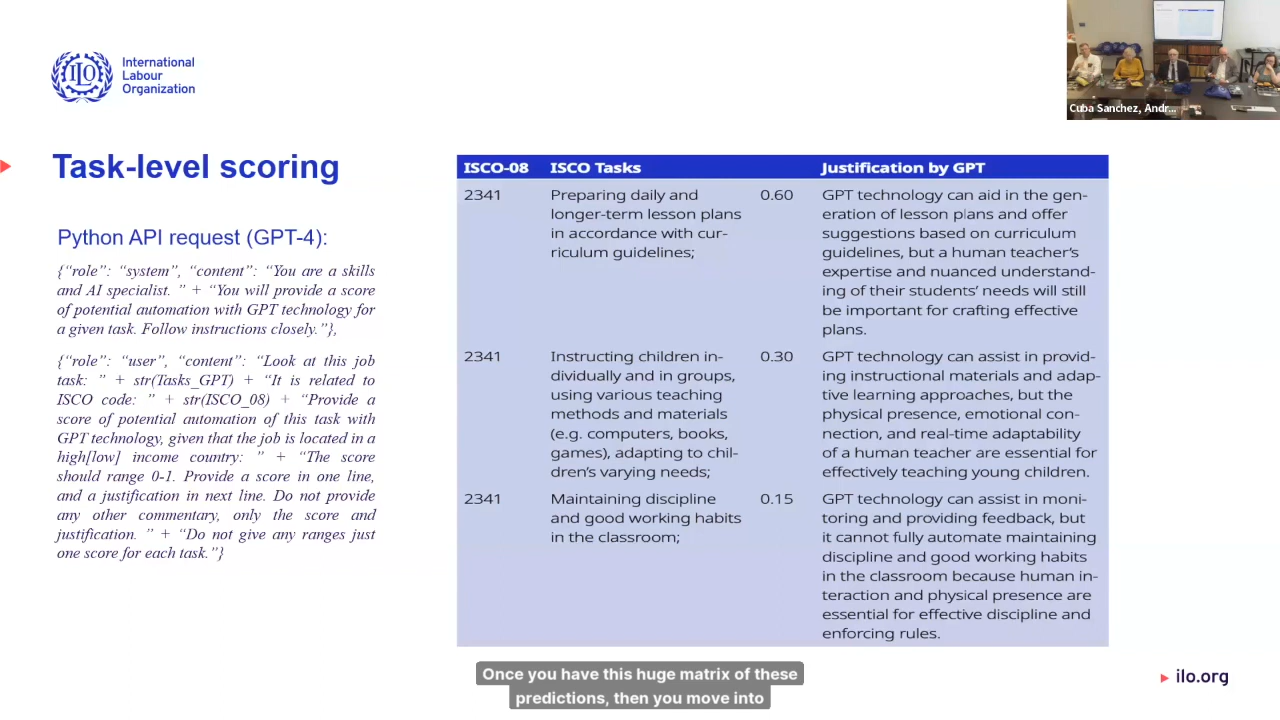 International
Labour
Organization
Cuba Sanchez, Andr...
Task-level scoring
Python API request (GPT-4):
{“role”: “system”, “content”: “You are a skills
and AI specialist. ” + “You will provide a score
of potential automation with GPT technology for
a given task. Follow instructions closely.”},
{“role”: “user”, “content”: “Look at this job
task: ” + str(Tasks_GPT) + “It is related to
ISCO code: ” + str(ISCO_08) + “Provide a
score of potential automation of this task with
GPT technology, given that the job is located in a
high[low] income country: ” + “The score
should range 0-1. Provide a score in one line,
and a justification in next line. Do not provide
any other commentary, only the score and
justification. ” + “Do not give any ranges just
one score for each task.”}
ISCO-08 ISCO Tasks Justification by GPT
2341 Preparing daily and 0.60 GPT technology can aid in the gen-
longer-term lesson plans eration of lesson plans and offer
in accordance with cur- suggestions based on curriculum
riculum guidelines; guidelines, but a human teacher’s
expertise and nuanced understand-
ing of their students’ needs will still
be important for crafting effective
plans.
2341 Instructing children in- 0.30 GPT technology can assist in provid-
dividually and in groups, ing instructional materials and adap-
using various teaching tive learning approaches, but the
methods and materials physical presence, emotional con-
(e.g. computers, books, nection, and real-time adaptability
games), adapting to chil- of a human teacher are essential for
dren’s varying needs; effectively teaching young children.
2341 Maintaining discipline 0.15 GPT technology can assist in moni-
and good working habits toring and providing feedback, but
in the classroom; it cannot fully automate maintaining
discipline and good working habits
in the classroom because human in-
teraction and physical presence are
essential for effective discipline and
enforcing rules.
Once you have this huge matrix of these
predictions, then you move into
ilo.org